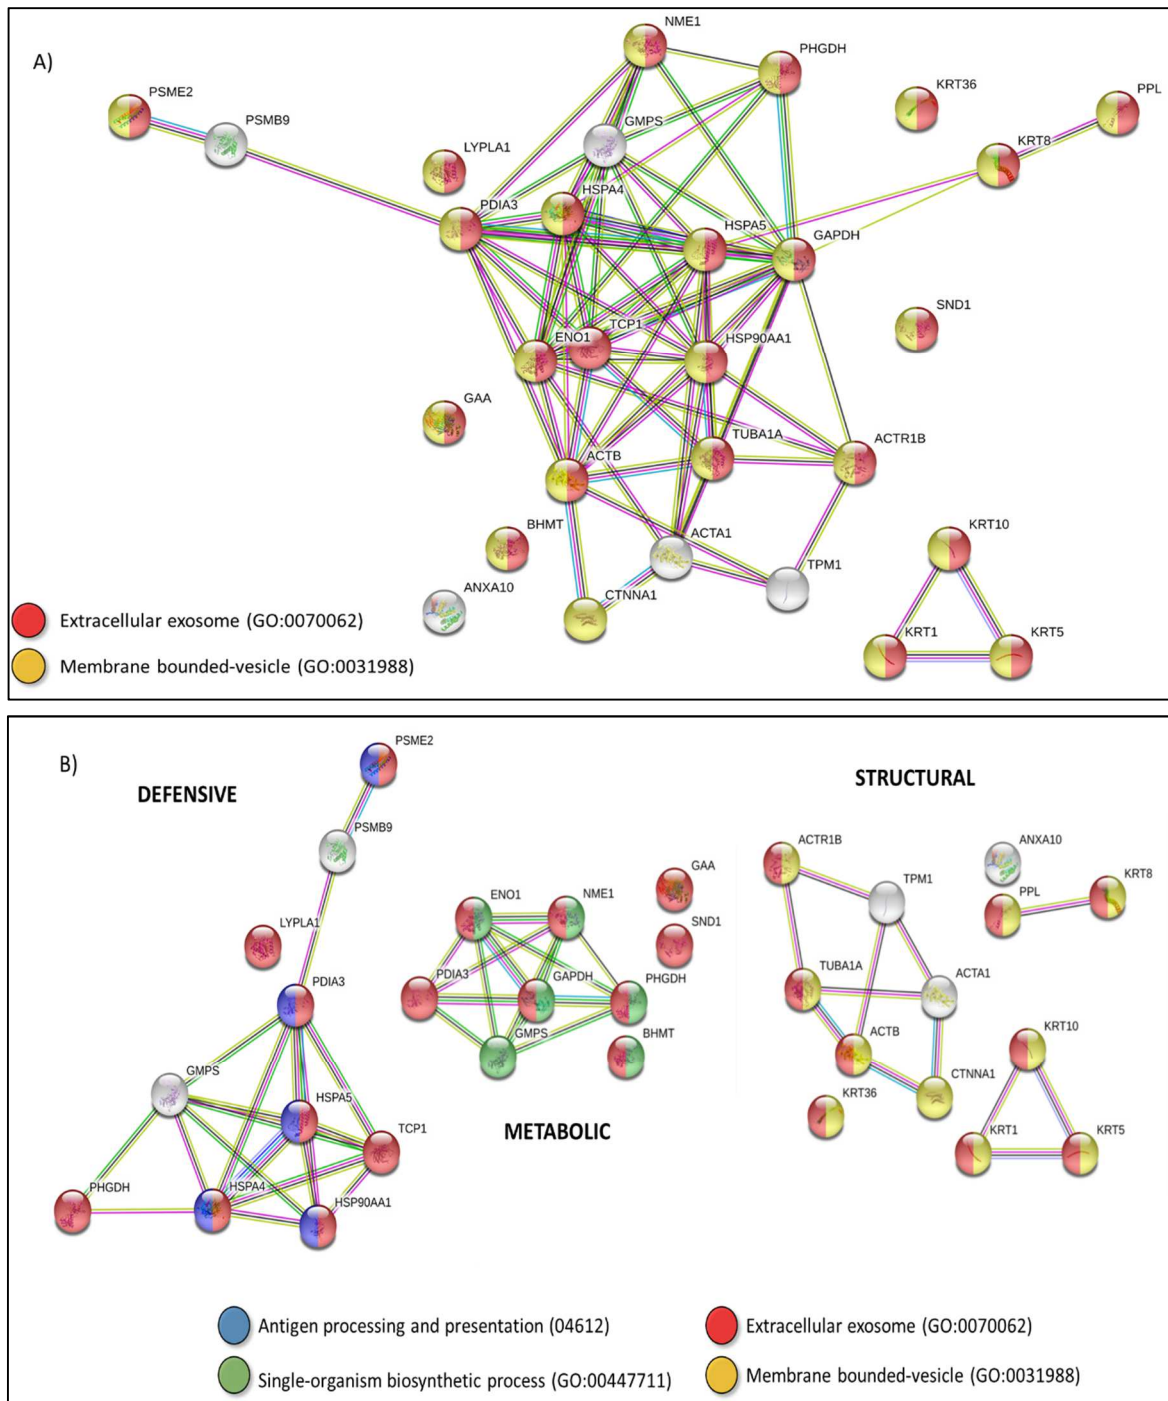 A)
NME1
PHGDH
PSME2
PSMB9
KRT36
PPL
GMPS
LYPLA1
KRT8
HSPA4
PDIA3
HSPA5
GAPDH
SND1
TCP1
ENO1
HSP90AA1
GAA
TUBA1A
ACTR1B
ACTB
BHMT
ACTA1
KRT10
TPM1
ANXA10
CTNNA1
Extracellular exosome (GO:0070062)
KRT1
KRT5
Membrane bounded-vesicle (GO:0031988)
B)
PSME2
DEFENSIVE
STRUCTURAL
PSMB9
ACTR1B
ANXA10
GAA
TPM1
KRT8
PPL
ENO1
NME1
LYPLA1
SND1
PDIA3
GAPDH
PHGDH
TUBA1A
ACTA1
PDIA3
GMPS
BHMT
ACTB
KRT10
GMPS
HSPA5
CTNNA1
KRT36
TCP1
METABOLIC
KRT1
KRT5
PHGDH
HSPA4
HSP90AA1
Antigen processing and presentation (04612)
Extracellular exosome (GO:0070062)
Single-organism biosynthetic process (GO:00447711)
Membrane bounded-vesicle (GO:0031988)